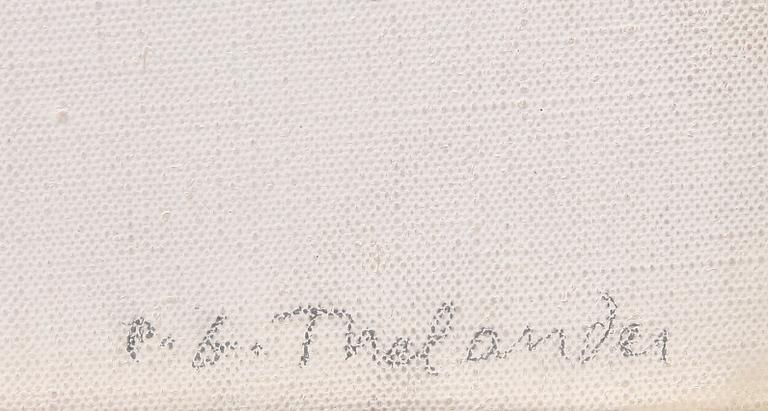 P. G. Thelander